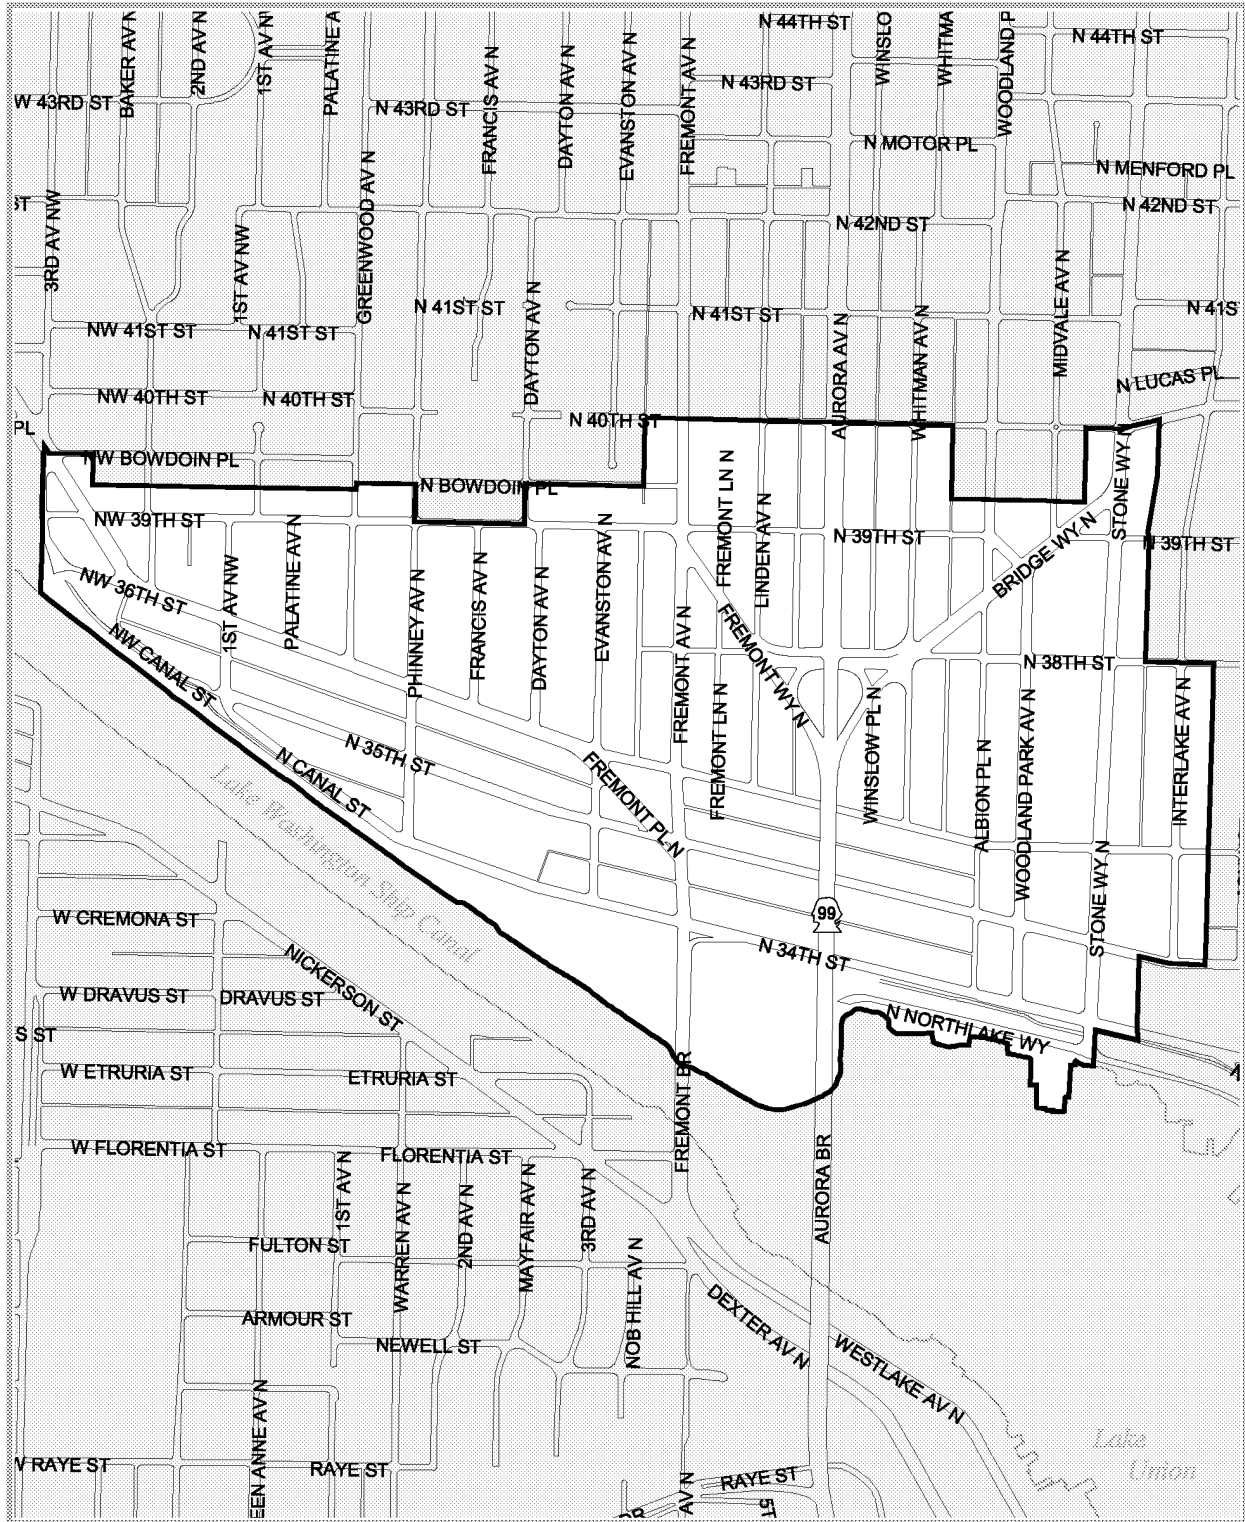 N 44TH ST
N 44TH ST
BAKER AV N
2ND AV N
1ST AV N
PALATINE A
FRANCIS AV N
DAYTON AV N
EVANSTON AV N
FREMONT AV N
WINSLO
WHITMA
WOODLAND P
W 43RD ST
N 43RD ST
N 43RD ST
N MOTOR PL
N MENFORD PL
ST
3RD AV NW
1ST AV NW
GREENWOOD AV N
N 42ND ST
N 42ND ST
MIDVALE AV N
NW 41ST ST
N 41ST ST
N 41ST ST
DAYTON AV N
N 41ST ST
AURORA AV N
WHITMAN AV N
N 41S
N LUCAS PL
NW 40TH ST
N 40TH ST
N 40TH ST
PL
NW BOWDOIN PL
N BOWDOIN PL
FREMONT LN N
LINDEN AV N
STONE WY N
NW 39TH ST
N 39TH ST
N 39TH ST
BRIDGE WY N
PALATINE AV N
1ST AV NW
NW 36TH ST
PHINNEY AV N
FRANCIS AV N
DAYTON AV N
EVANSTON AV N
FREMONT AV N
FREMONT WY N
N 38TH ST
NW CANAL ST
FREMONT LN N
WINSLOW PL N
ALBION PL N
WOODLAND PARK AV N
INTERLAKE AV N
N 35TH ST
N CANAL ST
FREMONT PL N
STONE WY N
Lake Washington Ship Canal
99
W CREMONA ST
N 34TH ST
NICKERSON ST
W DRAVUS ST
DRAVUS ST
N NORTHLAKE WY
S ST
W ETRURIA ST
ETRURIA ST
FREMONT BR
W FLORENTIA ST
FLORENTIA ST
AURORA BR
1ST AV N
WARREN AV N
2ND AV N
MAYFAIR AV N
3RD AV N
NOB HILL AV N
FULTON ST
ARMOUR ST
NEWELL ST
DEXTER AV N
WESTLAKE AV N
EEN ANNE AV N
Lake
Union
W RAYE ST
RAYE ST
RAYE ST
AV N
DR
5T